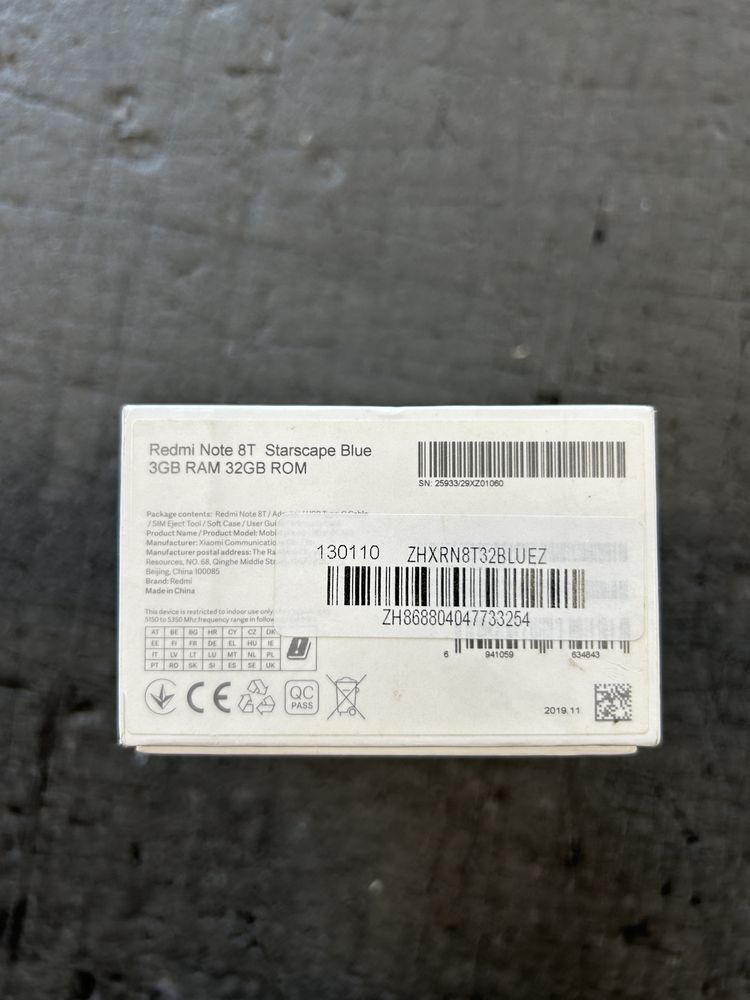 Redmi Note 8T Starscape Blue
3GB RAM 32GB ROM
SN: 25933/29XZ01060
Package contents: Redmi Note 8T / Type-C Cable
/ SIM Eject Tool / Soft Case / User
Product Name / Product Model:
Manufacturer: Xiaomi
Manufacturer postal address: The
Resources, NO. 68, Qinghe Middle
Beijing, China 100085
Brand: Redmi
Made in China
130110 ZHXRN8T32BLUEZ
ZH868804047733254
This device is restricted to indoor use
5150 to 5350 Mhz frequency range in
AT BE BG HR CY CZ DK
EE FI FR DE EL HU IE
IT LV LT LU MT NL PL
PT RO SK SI ES SE UK
6 941059 634843
CE
QC
PASS
2019.11